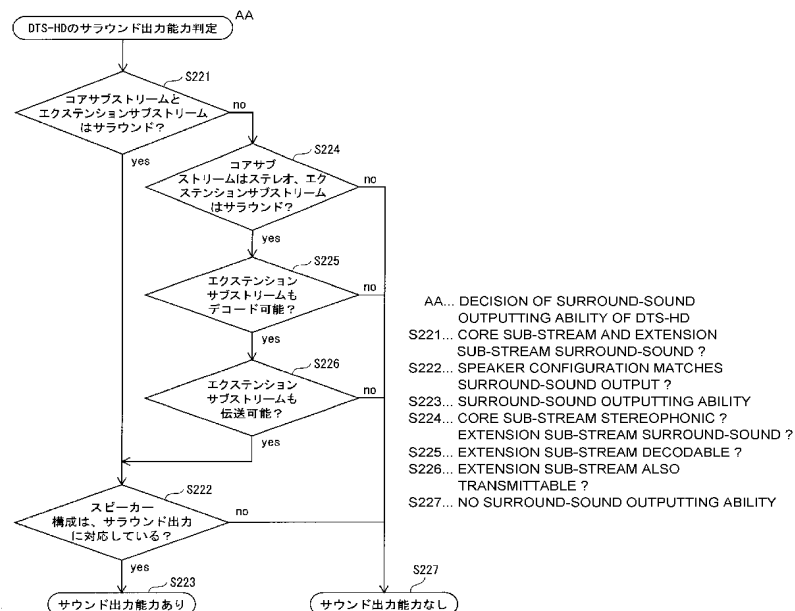 AA
DTS-HDのサラウンド出力能力判定
S221
コアサブストリームと
エクステンションサブストリーム
はサラウンド?
no
yes
S224
コアサブ
ストリームはステレオ、エク
ステンションサブストリーム
はサラウンド?
no
yes
S225
エクステンション
サブストリームも
デコード可能?
no
yes
S226
エクステンション
サブストリームも
伝送可能?
no
yes
S222
スピーカー
構成は、サラウンド出力
に対応している?
no
yes
S223
サウンド出力能力あり
S227
サウンド出力能力なし
AA... DECISION OF SURROUND-SOUND
OUTPUTTING ABILITY OF DTS-HD
S221... CORE SUB-STREAM AND EXTENSION
SUB-STREAM SURROUND-SOUND ?
S222... SPEAKER CONFIGURATION MATCHES
SURROUND-SOUND OUTPUT ?
S223... SURROUND-SOUND OUTPUTTING ABILITY
S224... CORE SUB-STREAM STEREOPHONIC ?
EXTENSION SUB-STREAM SURROUND-SOUND ?
S225... EXTENSION SUB-STREAM DECODABLE ?
S226... EXTENSION SUB-STREAM ALSO
TRANSMITTABLE ?
S227... NO SURROUND-SOUND OUTPUTTING ABILITY